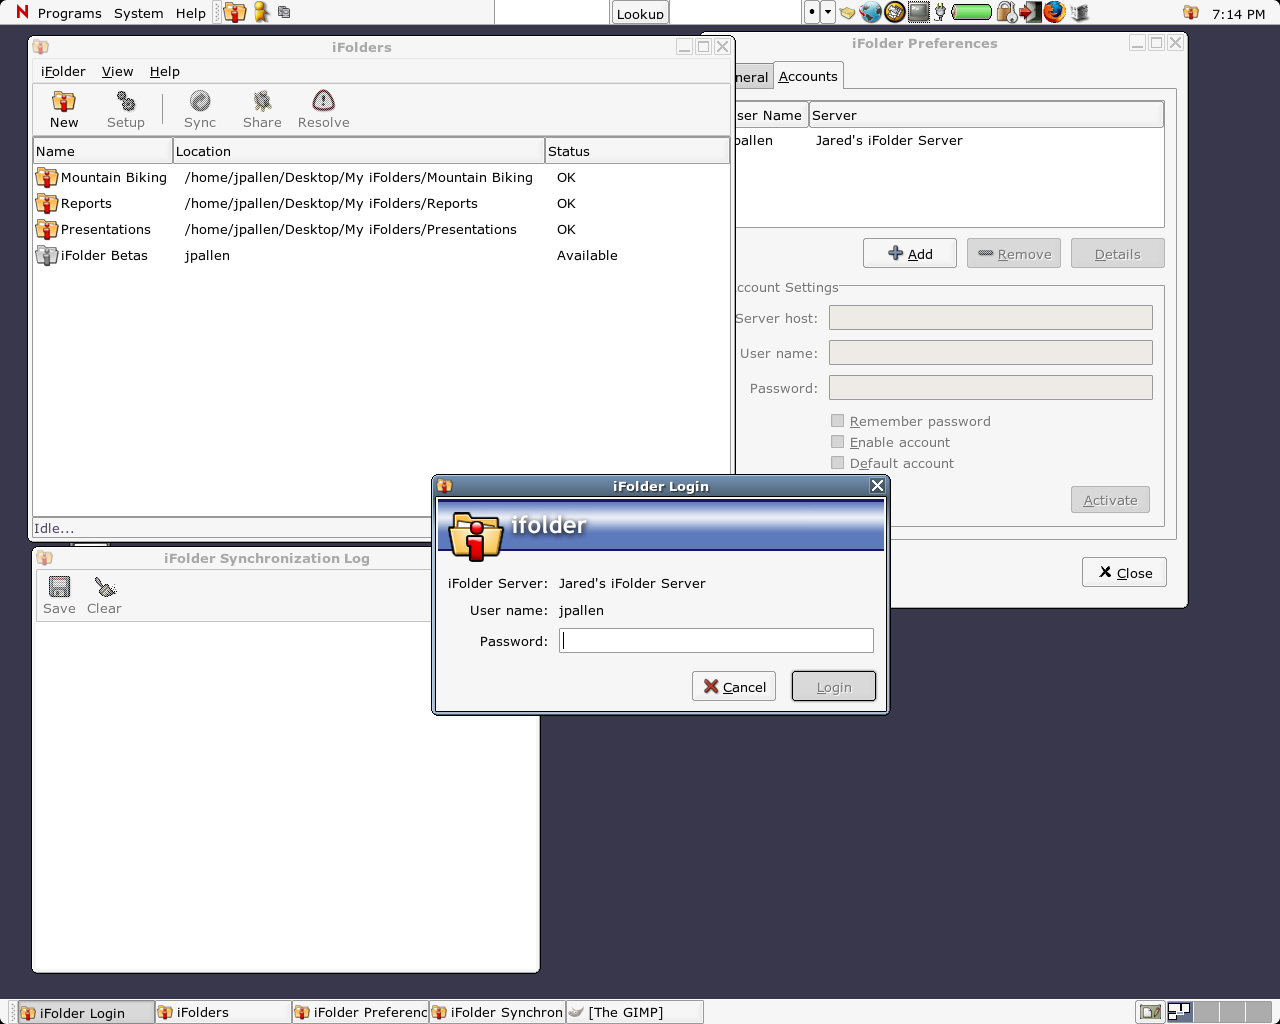 Programs System Help
Lookup
7:14 PM
iFolders
iFolder View Help
New Setup Sync Share Resolve
Name Location Status
Mountain Biking /home/jpallen/Desktop/My iFolders/Mountain Biking OK
Reports /home/jpallen/Desktop/My iFolders/Reports OK
Presentations /home/jpallen/Desktop/My iFolders/Presentations OK
iFolder Betas jpallen Available
Idle...
iFolder Preferences
neral Accounts
ser Name Server
pallen Jared's iFolder Server
Add Remove Details
ccount Settings
Server host:
User name:
Password:
Remember password
Enable account
Default account
Activate
Close
iFolder Synchronization Log
Save Clear
iFolder Login
ifolder
iFolder Server: Jared's iFolder Server
User name: jpallen
Password:
Cancel Login
iFolder Login iFolders iFolder Preferenc iFolder Synchron [The GIMP]